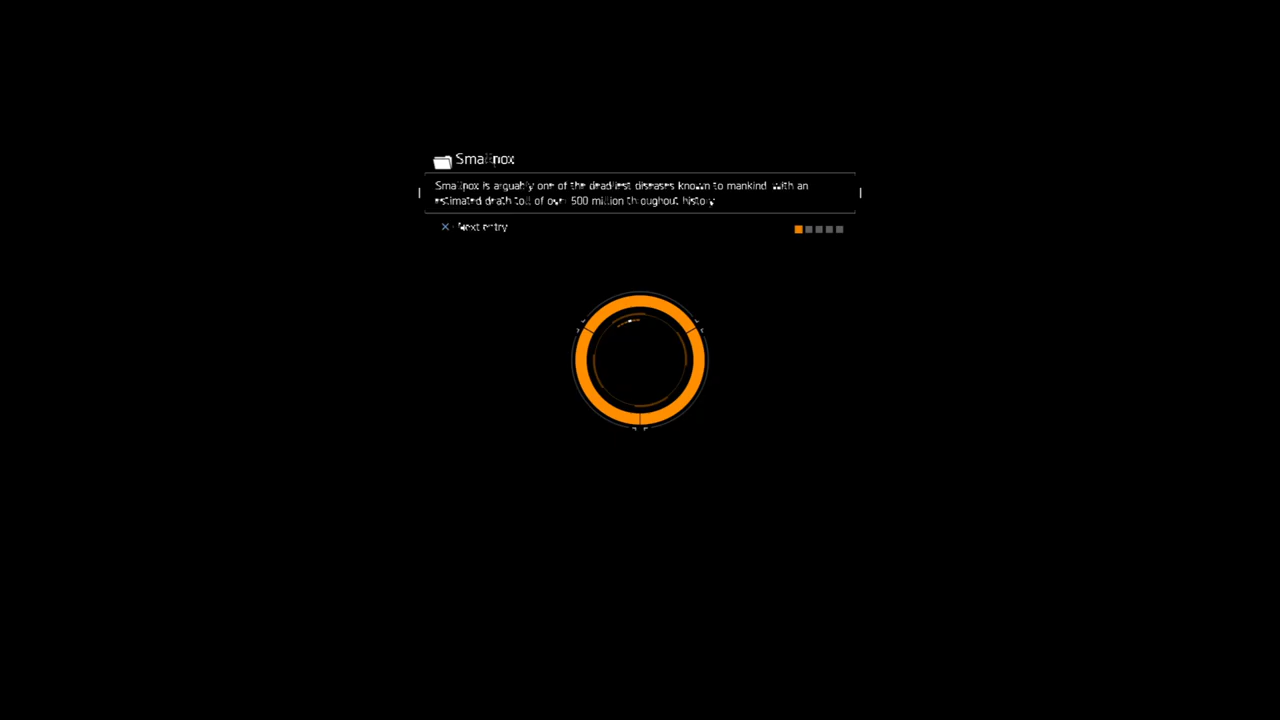 Smallpox
Smallpox is arguably one of the deadliest diseases known to mankind with an
estimated death toll of over 500 million throughout history
Next entry